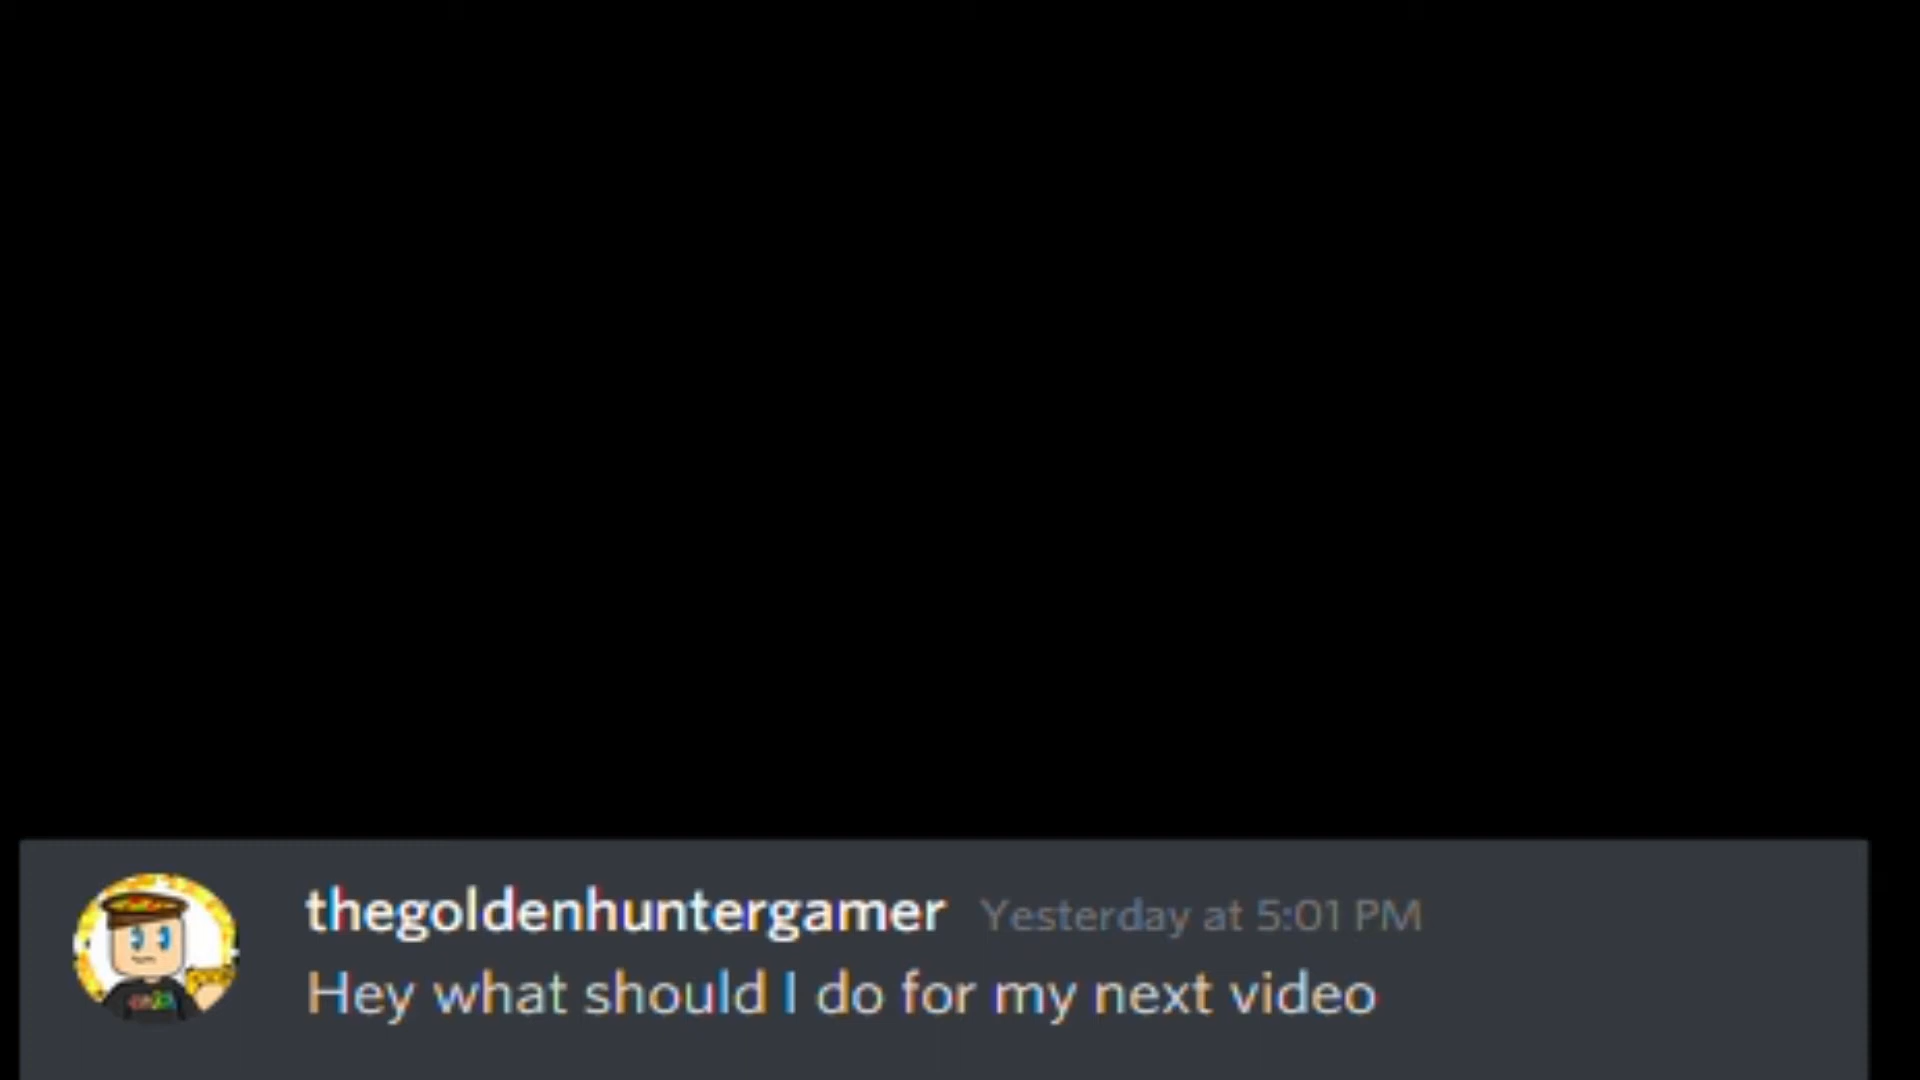 thegoldenhuntergamer Yesterday at 5:01 PM
Hey what should I do for my next video